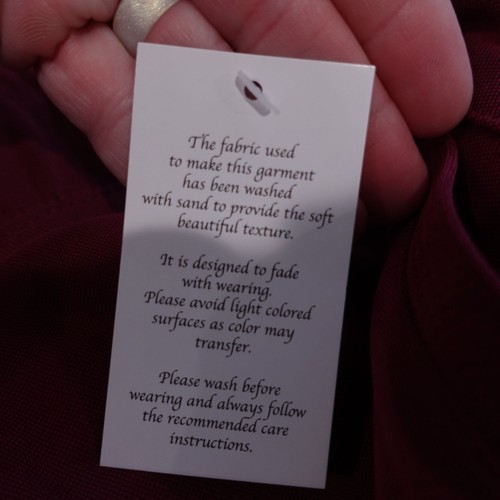 The fabric used
to make this garment
has been washed
with sand to provide the soft
beautiful texture.
It is designed to fade
with wearing.
Please avoid light colored
surfaces as color may
transfer.
Please wash before
wearing and always follow
the recommended care
instructions.